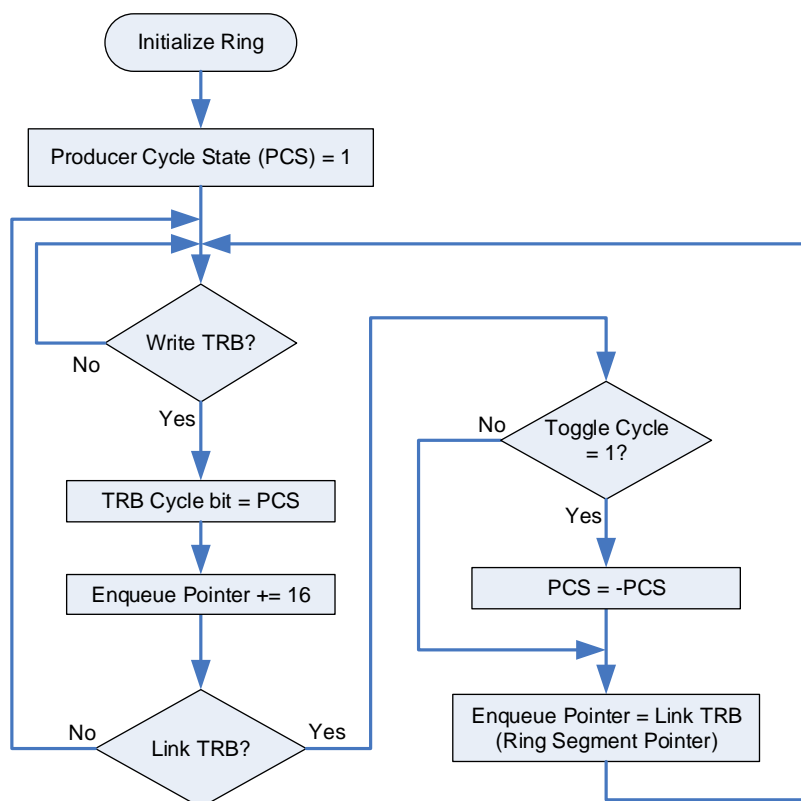 Initialize Ring
Producer Cycle State (PCS) = 1
Write TRB?
No
Yes
TRB Cycle bit = PCS
Enqueue Pointer += 16
Link TRB?
No
Yes
Toggle Cycle
= 1?
No
Yes
PCS = -PCS
Enqueue Pointer = Link TRB
(Ring Segment Pointer)